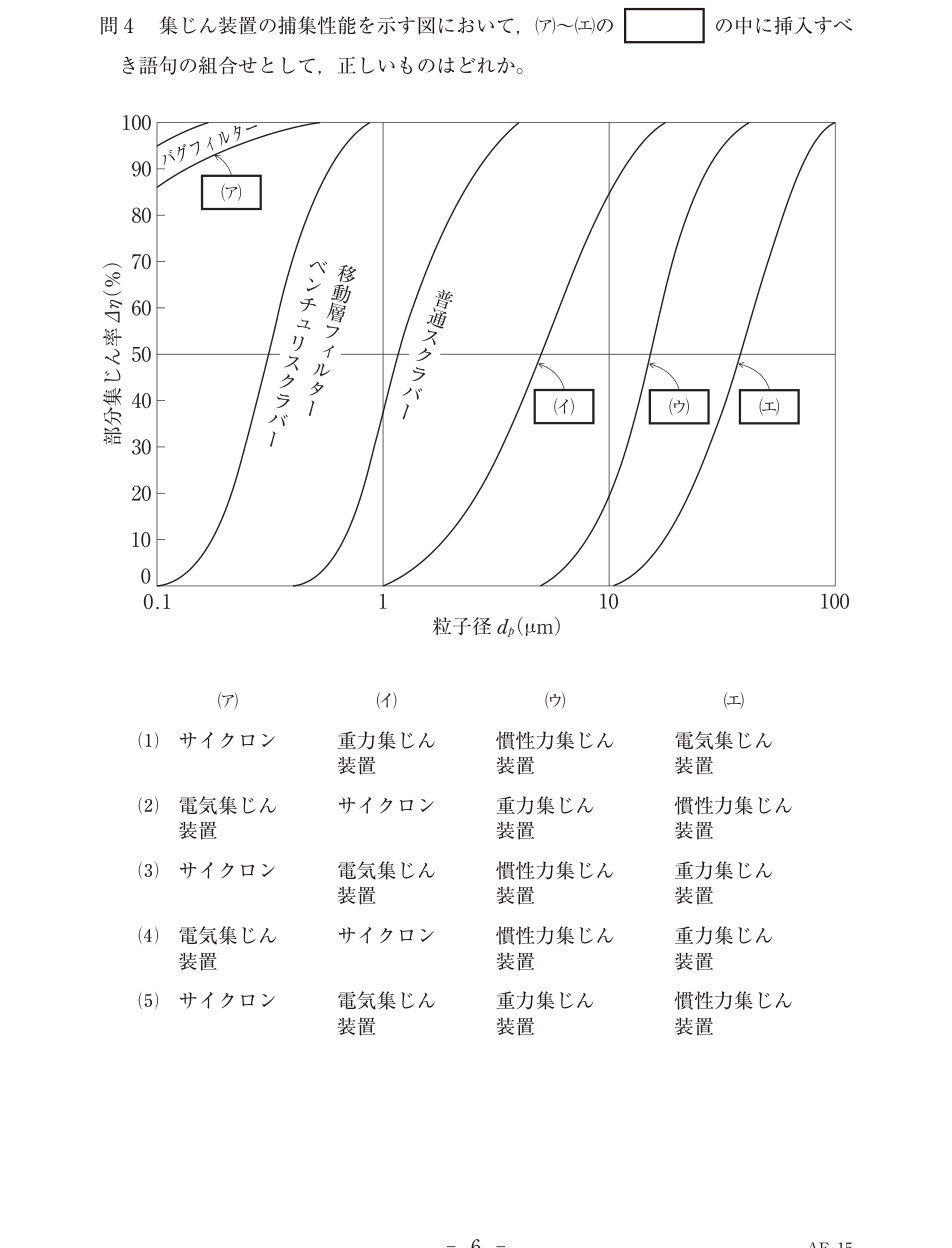 問4　集じん装置の捕集性能を示す図において，㋐～㋓の　　　　の中に挿入すべ
き語句の組合せとして，正しいものはどれか。
100
90
80
70
60
50
40
30
20
10
0
部分集じん率 Δη(%)
バグフィルター
(ア)
移動層フィルター
ベンチュリスクラバー
普通スクラバー
(イ)
(ウ)
(エ)
0.1
1
10
100
粒子径 dp(μm)
(ア)　(イ)　(ウ)　(エ)
(1)　サイクロン　重力集じん　慣性力集じん　電気集じん
装置　装置　装置
(2)　電気集じん　サイクロン　重力集じん　慣性力集じん
装置　装置　装置
(3)　サイクロン　電気集じん　慣性力集じん　重力集じん
装置　装置　装置
(4)　電気集じん　サイクロン　慣性力集じん　重力集じん
装置　装置　装置
(5)　サイクロン　電気集じん　重力集じん　慣性力集じん
装置　装置　装置
- 6 -
AE-15